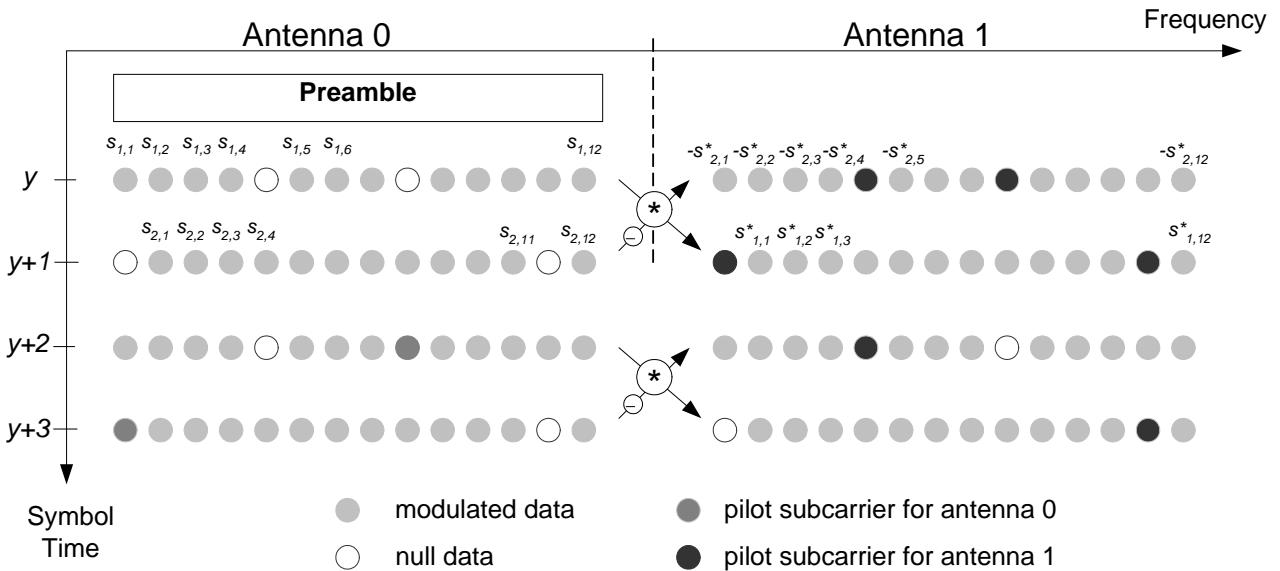 Frequency
Antenna 0 Antenna 1
Preamble
s1,1 s1,2 s1,3 s1,4 s1,5 s1,6 s1,12 -s*2,1 -s*2,2 -s*2,3 -s*2,4 -s*2,5 -s*2,12
y
*
s2,1 s2,2 s2,3 s2,4 s2,11 s2,12 s*1,1 s*1,2 s*1,3 s*1,12
–
y+1
y+2
*
–
y+3
Symbol Time
modulated data pilot subcarrier for antenna 0
null data pilot subcarrier for antenna 1